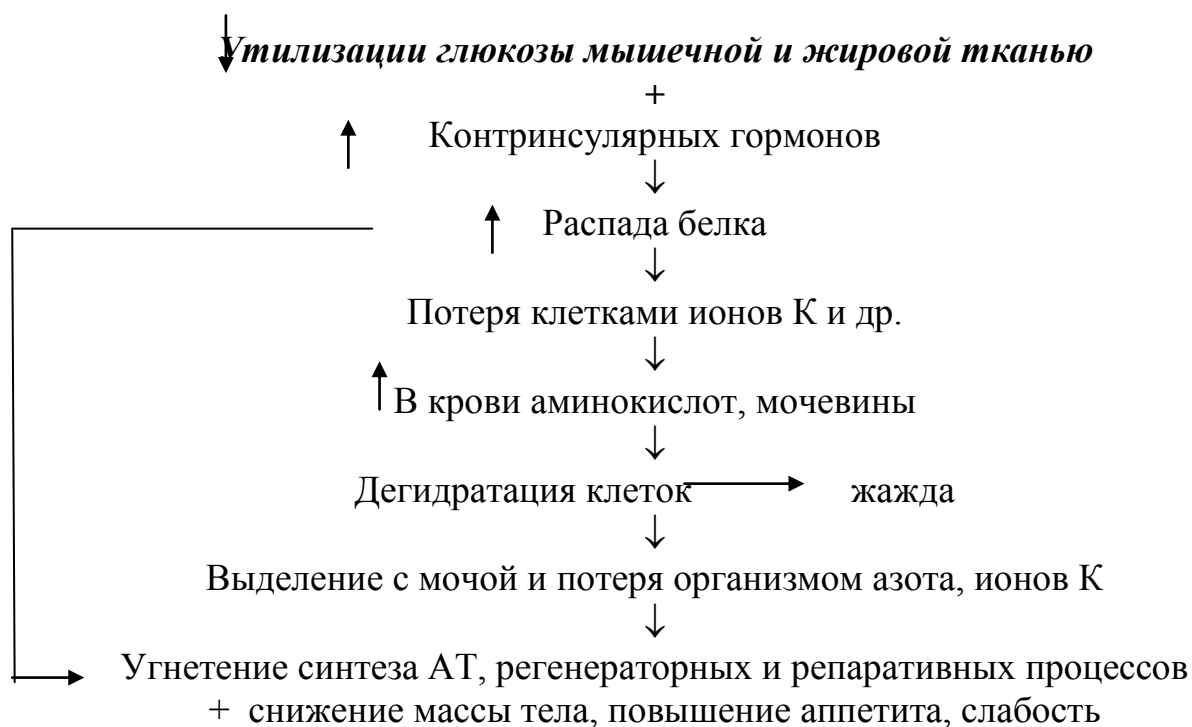 Утилизации глюкозы мышечной и жировой тканью
+
Контринсулярных гормонов
↓
Распада белка
↓
Потеря клетками ионов К и др.
↓
В крови аминокислот, мочевины
↓
Дегидратация клеток жажда
↓
Выделение с мочой и потеря организмом азота, ионов К
↓
Угнетение синтеза АТ, регенераторных и репаративных процессов
+ снижение массы тела, повышение аппетита, слабость